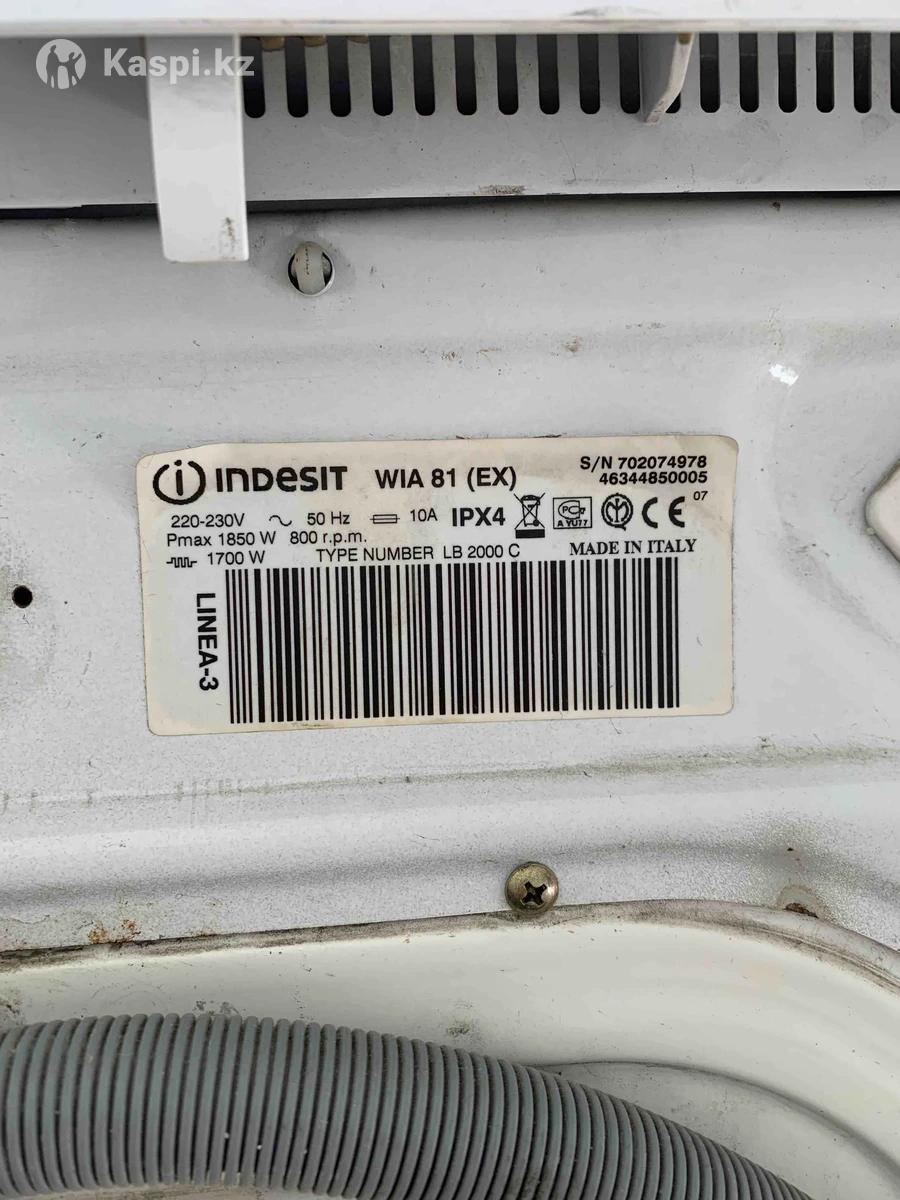 Kaspi.kz
INDESIT WIA 81 (EX) S/N 702074978
46344850005
07
220-230V 50 Hz 10A IPX4
Pmax 1850 W 800 r.p.m.
1700 W TYPE NUMBER LB 2000 C MADE IN ITALY
LINEA-3